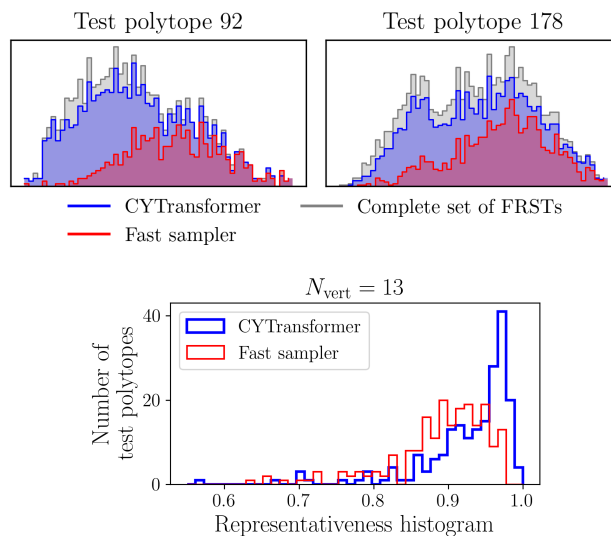 Test polytope 92
Test polytope 178
CYTransformer
Complete set of FRSTs
Fast sampler
N_vert = 13
CYTransformer
Fast sampler
Number of
test polytopes
40
20
0
0.6 0.7 0.8 0.9 1.0
Representativeness histogram